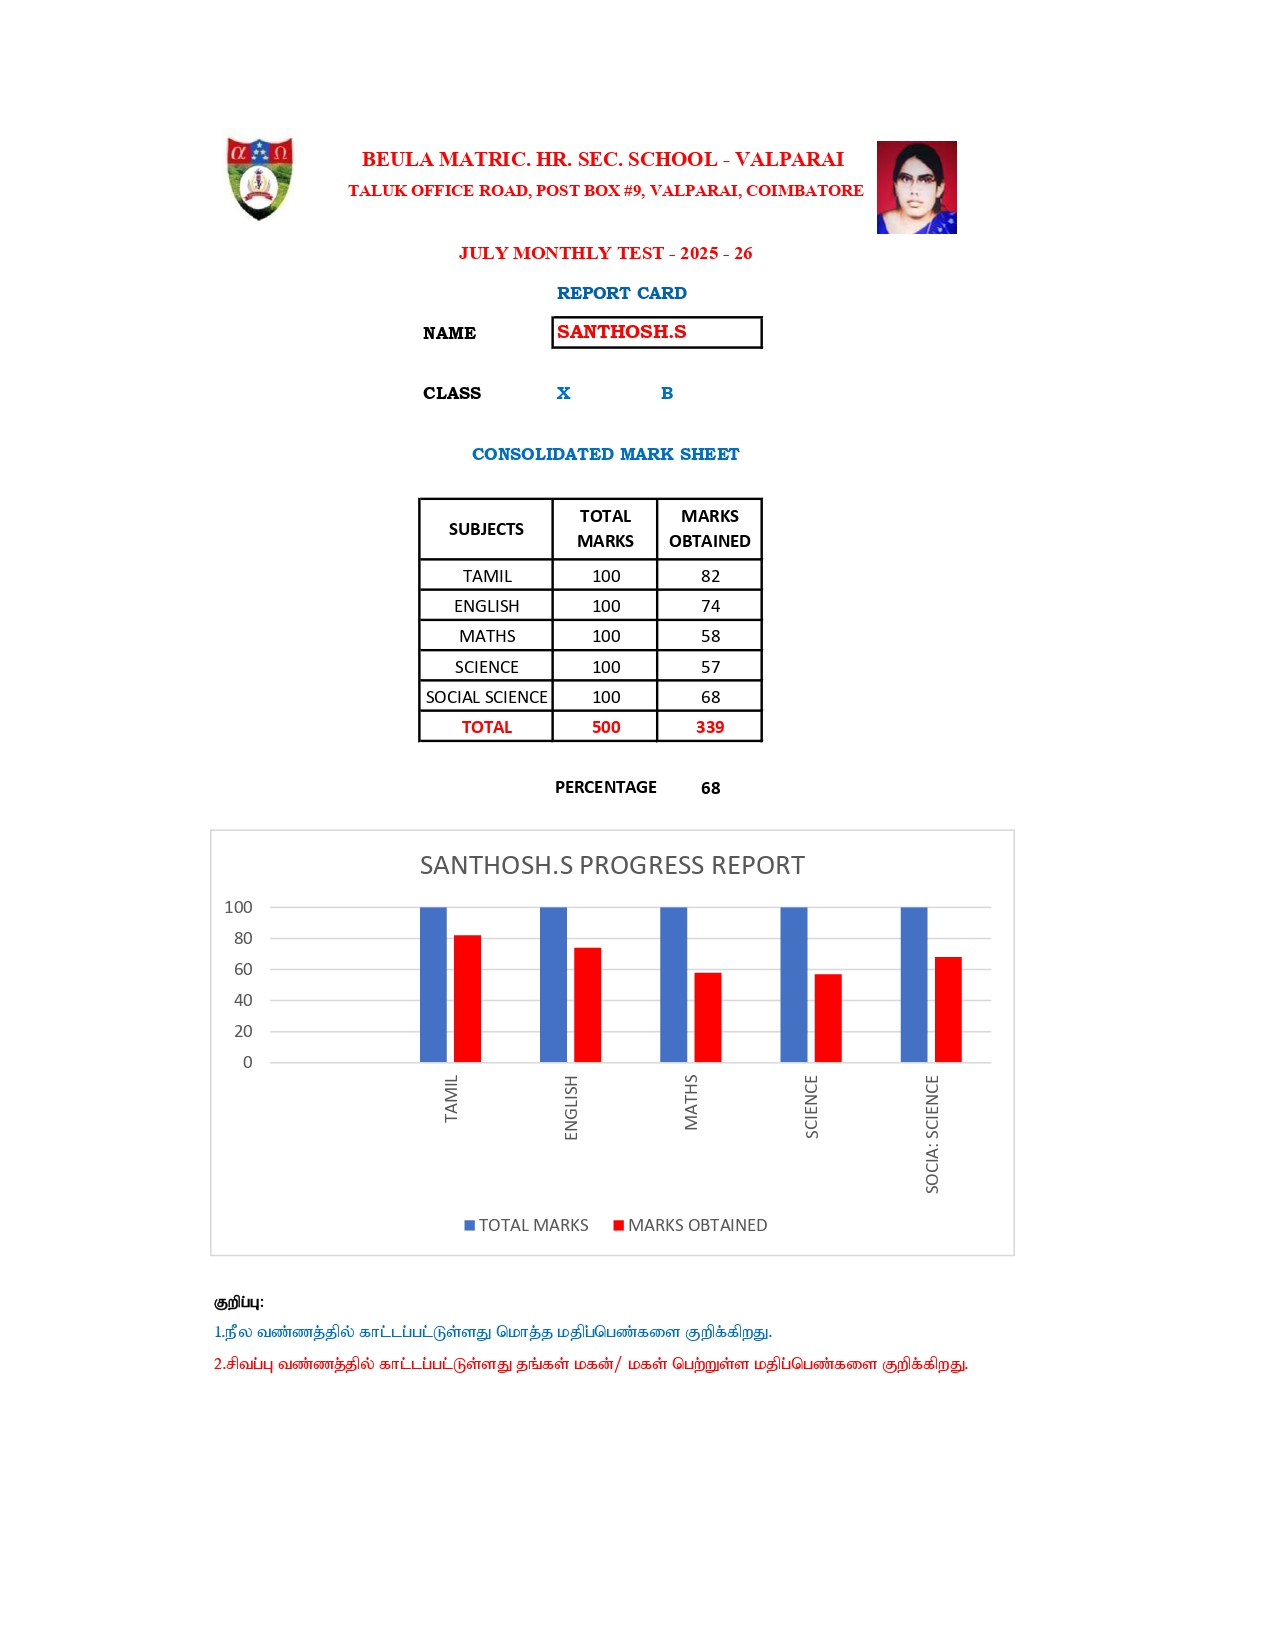 α Ω
BEULA MATRIC. HR. SEC. SCHOOL - VALPARAI
TALUK OFFICE ROAD, POST BOX #9, VALPARAI, COIMBATORE
JULY MONTHLY TEST - 2025 - 26
REPORT CARD
NAME SANTHOSH.S
CLASS X B
CONSOLIDATED MARK SHEET
SUBJECTS TOTAL MARKS MARKS OBTAINED
TAMIL 100 82
ENGLISH 100 74
MATHS 100 58
SCIENCE 100 57
SOCIAL SCIENCE 100 68
TOTAL 500 339
PERCENTAGE 68
SANTHOSH.S PROGRESS REPORT
100
80
60
40
20
0
TAMIL ENGLISH MATHS SCIENCE SOCIA: SCIENCE
TOTAL MARKS MARKS OBTAINED
குறிப்பு:
1.நீல வண்ணத்தில் காட்டப்பட்டுள்ளது மொத்த மதிப்பெண்களை குறிக்கிறது.
2.சிவப்பு வண்ணத்தில் காட்டப்பட்டுள்ளது தங்கள் மகன்/ மகள் பெற்றுள்ள மதிப்பெண்களை குறிக்கிறது.